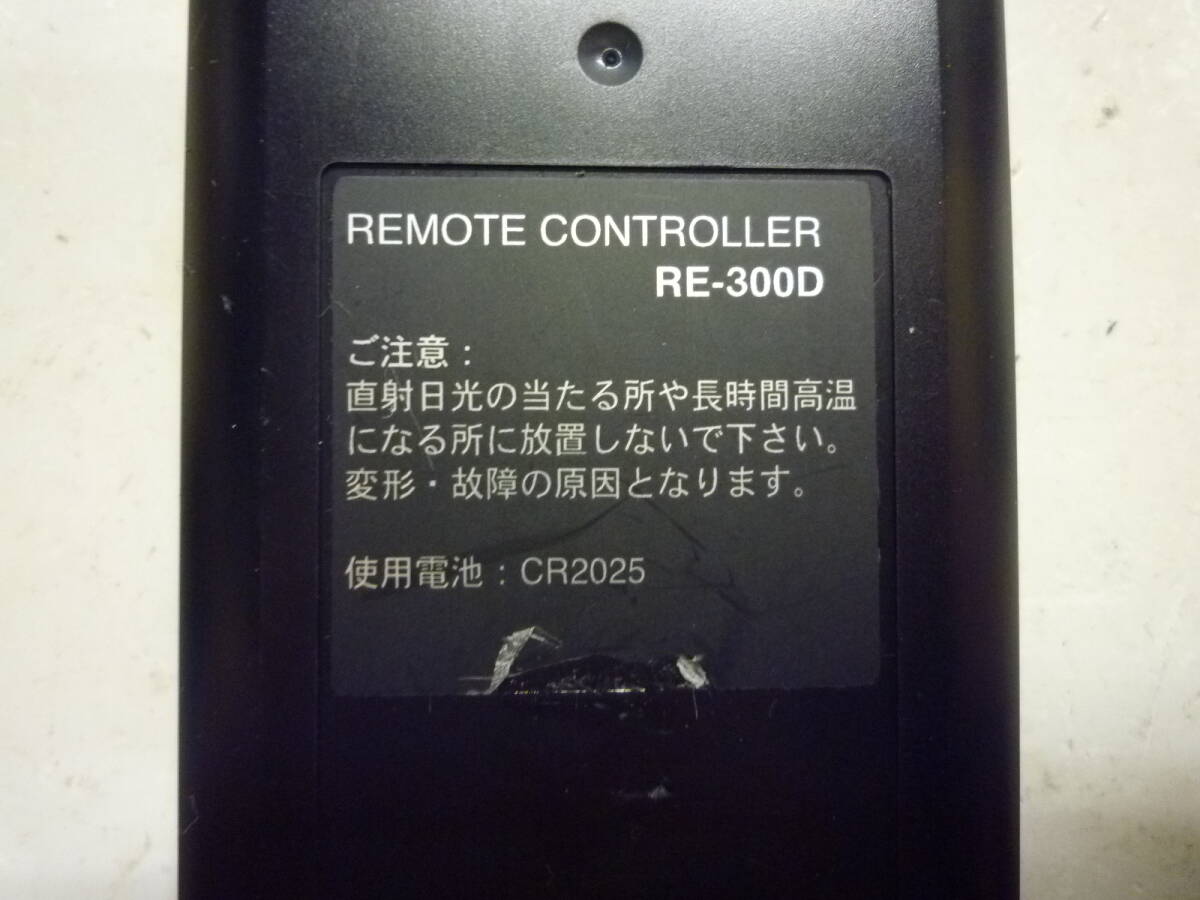 REMOTE CONTROLLER
RE-300D
ご注意：
直射日光の当たる所や長時間高温
になる所に放置しないで下さい。
変形・故障の原因となります。
使用電池：CR2025